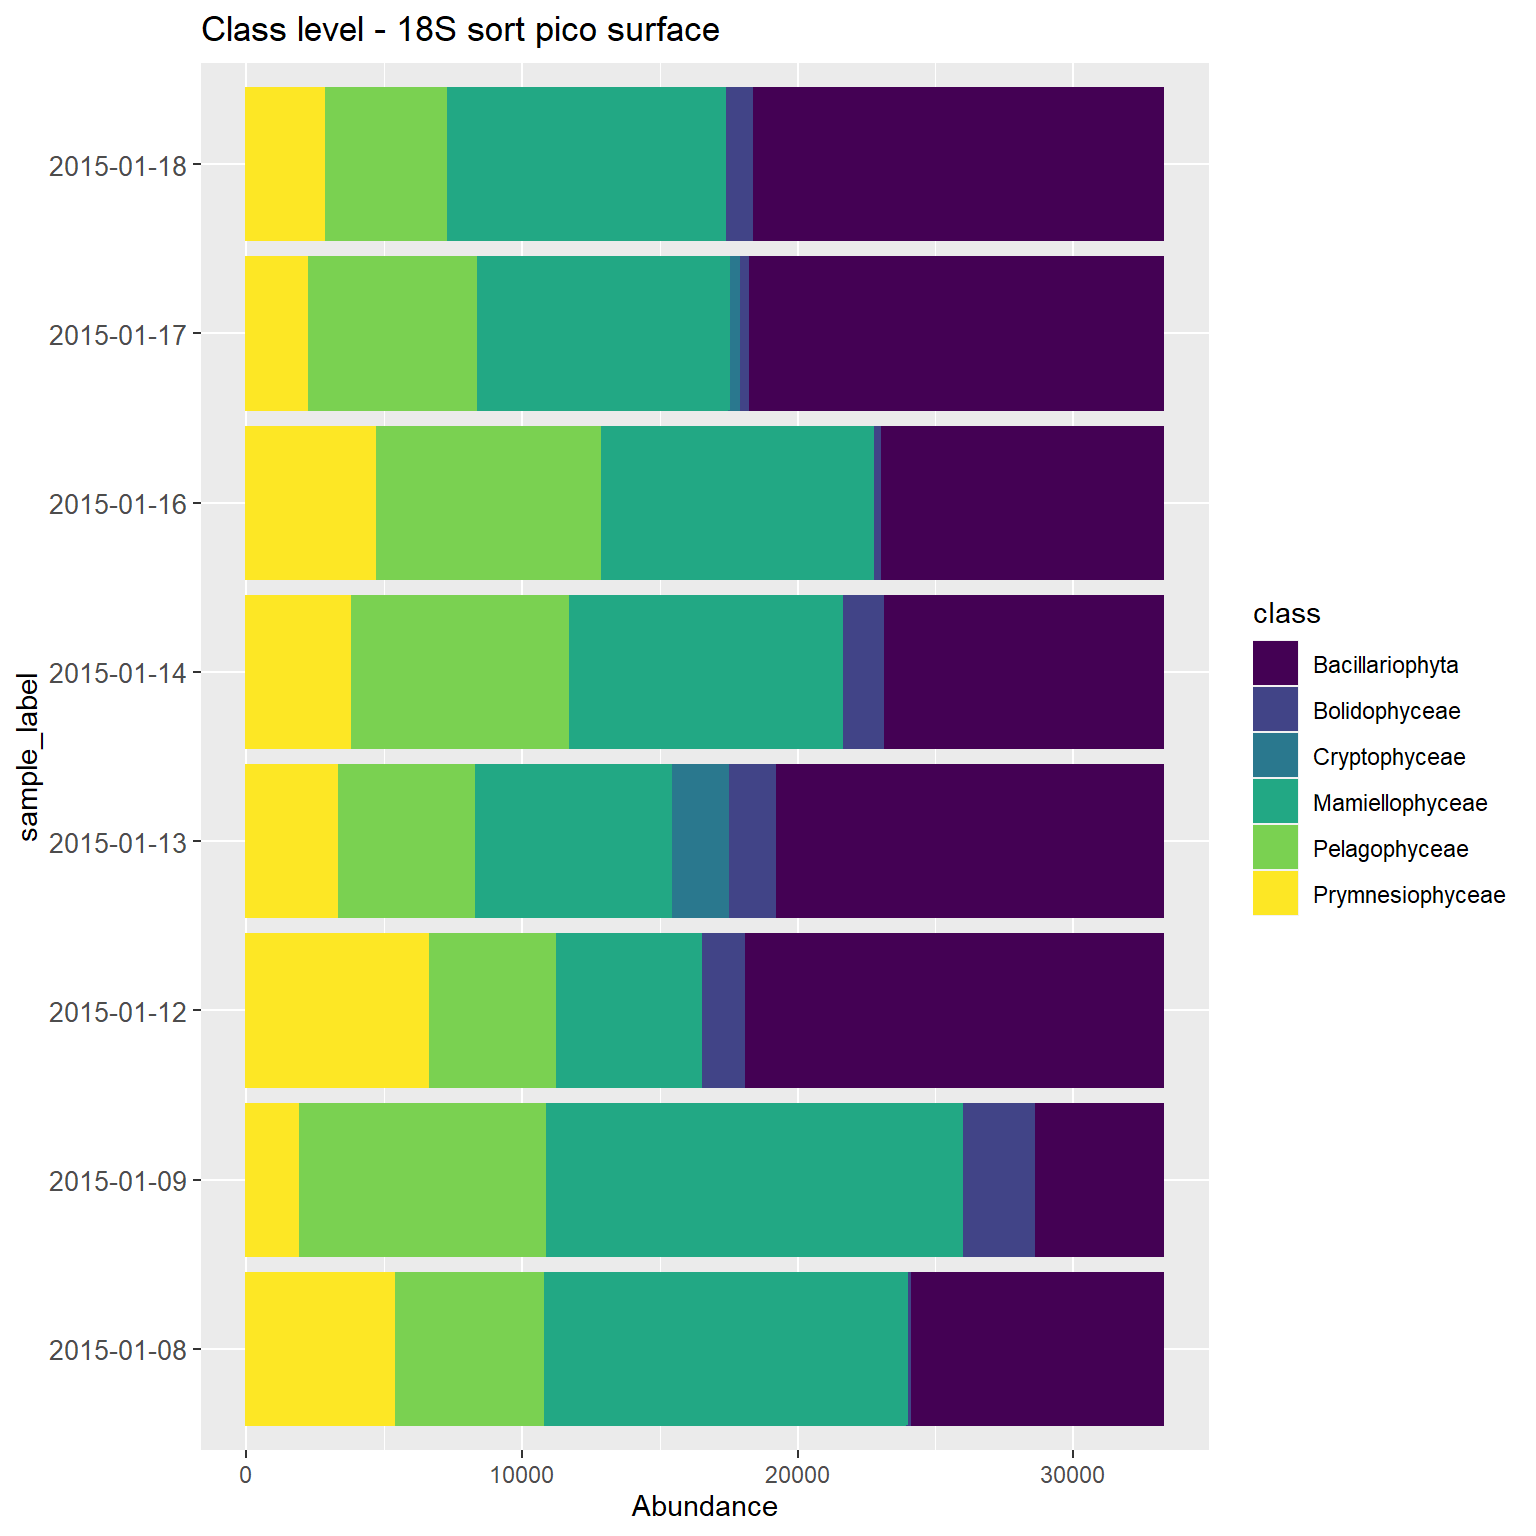 Class level - 18S sort pico surface
2015-01-18
2015-01-17
2015-01-16
2015-01-14
2015-01-13
2015-01-12
2015-01-09
2015-01-08
sample_label
0 10000 20000 30000
Abundance
class
Bacillariophyta
Bolidophyceae
Cryptophyceae
Mamiellophyceae
Pelagophyceae
Prymnesiophyceae